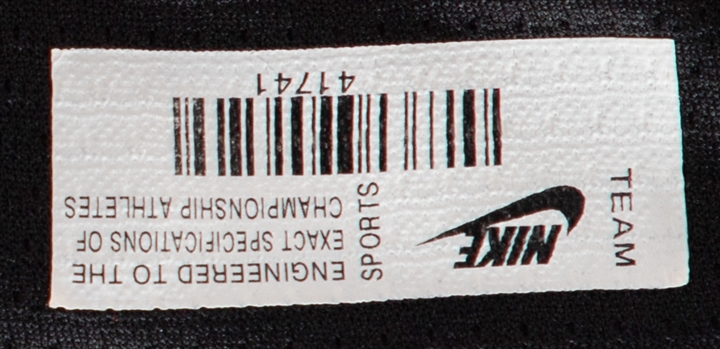 TEAM
NIKE
SPORTS
ENGINEERED TO THE
EXACT SPECIFICATIONS OF
CHAMPIONSHIP ATHLETES
41741